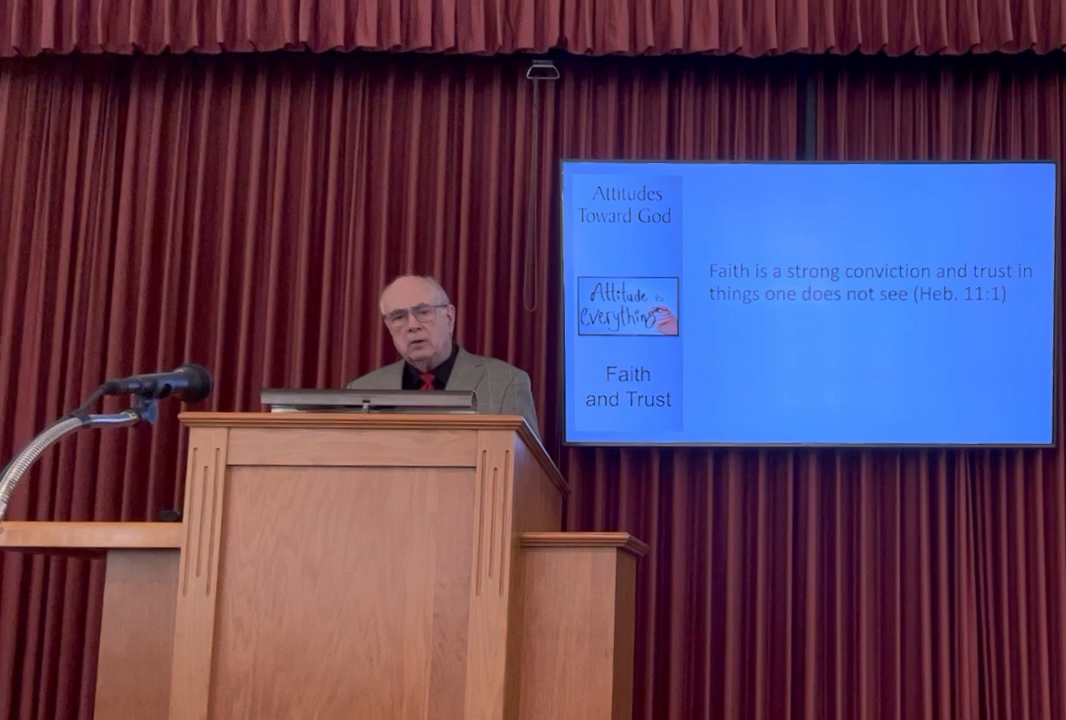 Attitudes
Toward God
Attitude is
Everything
Faith
and Trust
Faith is a strong conviction and trust in
things one does not see (Heb. 11:1)